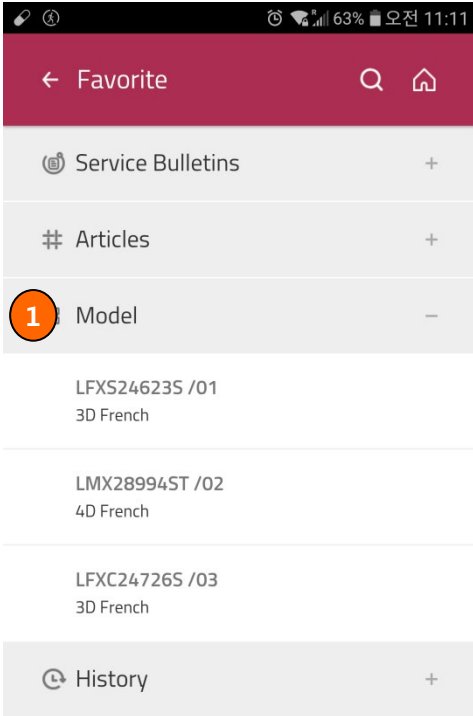 63% 오전 11:11
Favorite
Service Bulletins
Articles
1 Model
LFXS24623S /01
3D French
LMX28994ST /02
4D French
LFXC24726S /03
3D French
History